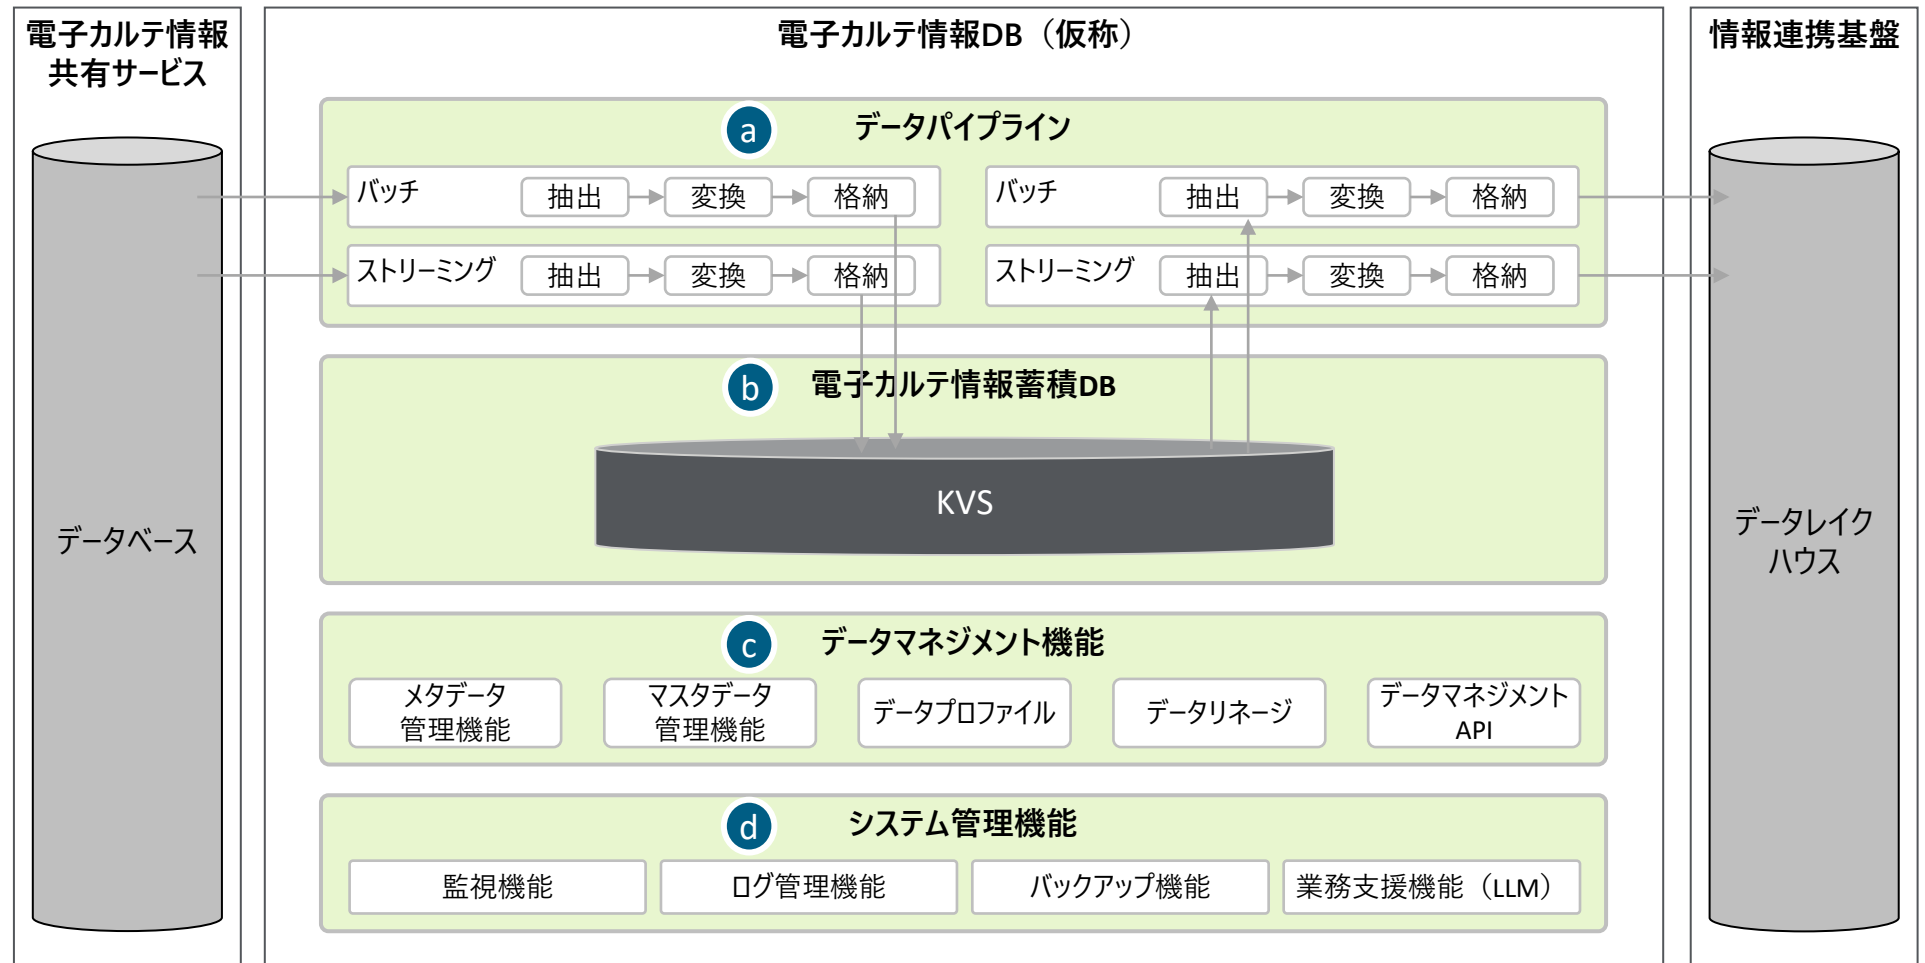 電子カルテ情報
共有サービス
データベース
電子カルテ情報DB（仮称）
a
データパイプライン
バッチ
抽出
変換
格納
ストリーミング
抽出
変換
格納
バッチ
抽出
変換
格納
ストリーミング
抽出
変換
格納
b
電子カルテ情報蓄積DB
KVS
c
データマネジメント機能
メタデータ
管理機能
マスタデータ
管理機能
データプロファイル
データリネージ
データマネジメント
API
d
システム管理機能
監視機能
ログ管理機能
バックアップ機能
業務支援機能（LLM）
情報連携基盤
データレイク
ハウス